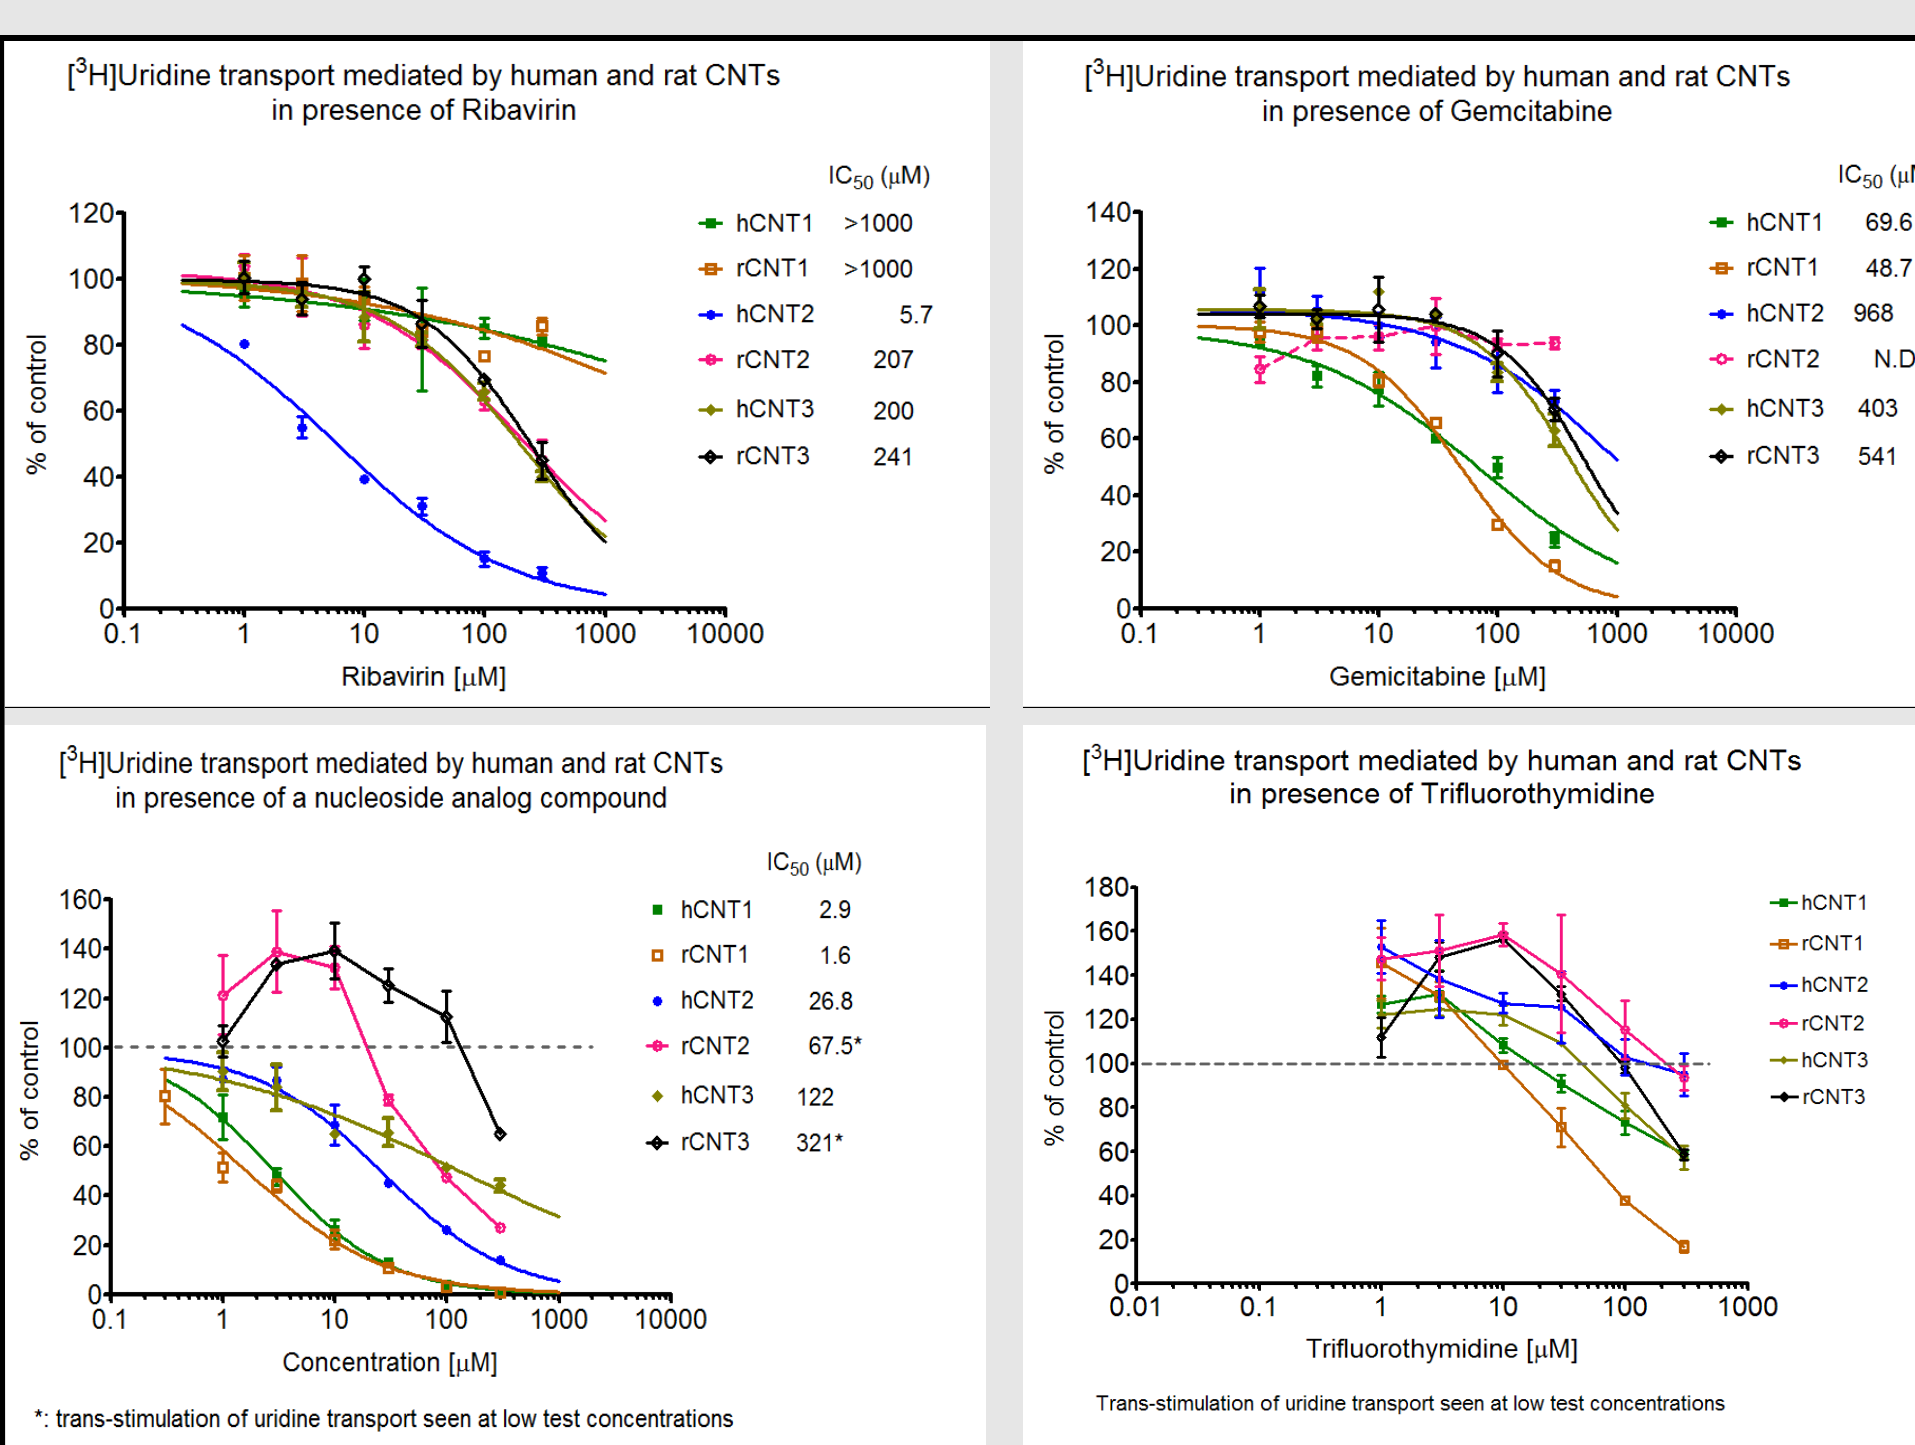 [³H]Uridine transport mediated by human and rat CNTs
in presence of Ribavirin
IC₅₀ (μM)
hCNT1 >1000
rCNT1 >1000
hCNT2 5.7
rCNT2 207
hCNT3 200
rCNT3 241
% of control
120
100
80
60
40
20
0
0.1 1 10 100 1000 10000
Ribavirin [μM]
[³H]Uridine transport mediated by human and rat CNTs
in presence of Gemcitabine
IC₅₀
hCNT1 69.6
rCNT1 48.7
hCNT2 968
rCNT2 N.D
hCNT3 403
rCNT3 541
% of control
140
120
100
80
60
40
20
0
0.1 1 10 100 1000 10000
Gemicitabine [μM]
[³H]Uridine transport mediated by human and rat CNTs
in presence of a nucleoside analog compound
IC₅₀ (μM)
hCNT1 2.9
rCNT1 1.6
hCNT2 26.8
rCNT2 67.5*
hCNT3 122
rCNT3 321*
% of control
160
140
120
100
80
60
40
20
0
0.1 1 10 100 1000 10000
Concentration [μM]
*: trans-stimulation of uridine transport seen at low test concentrations
[³H]Uridine transport mediated by human and rat CNTs
in presence of Trifluorothymidine
hCNT1
rCNT1
hCNT2
rCNT2
hCNT3
rCNT3
% of control
180
160
140
120
100
80
60
40
20
0
0.01 0.1 1 10 100 1000
Trifluorothymidine [μM]
Trans-stimulation of uridine transport seen at low test concentrations